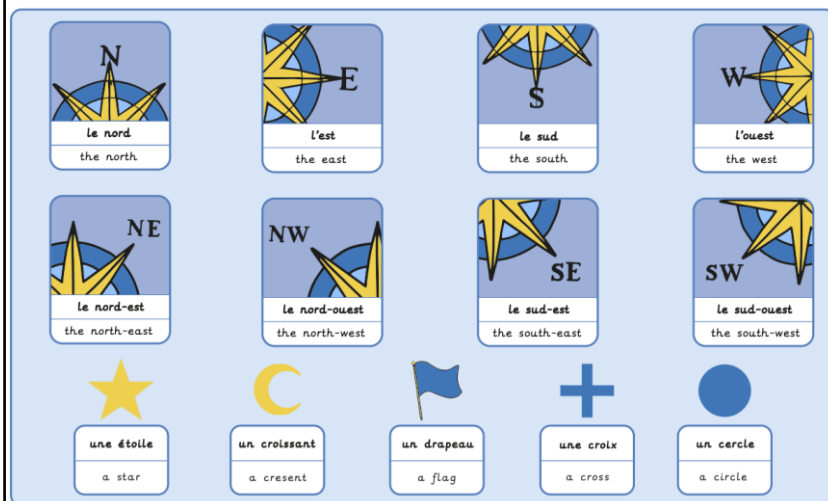 N
le nord
the north
E
l'est
the east
S
le sud
the south
W
l'ouest
the west
NE
le nord-est
the north-east
NW
le nord-ouest
the north-west
SE
le sud-est
the south-east
SW
le sud-ouest
the south-west
une étoile
a star
un croissant
a cresent
un drapeau
a flag
une croix
a cross
un cercle
a circle